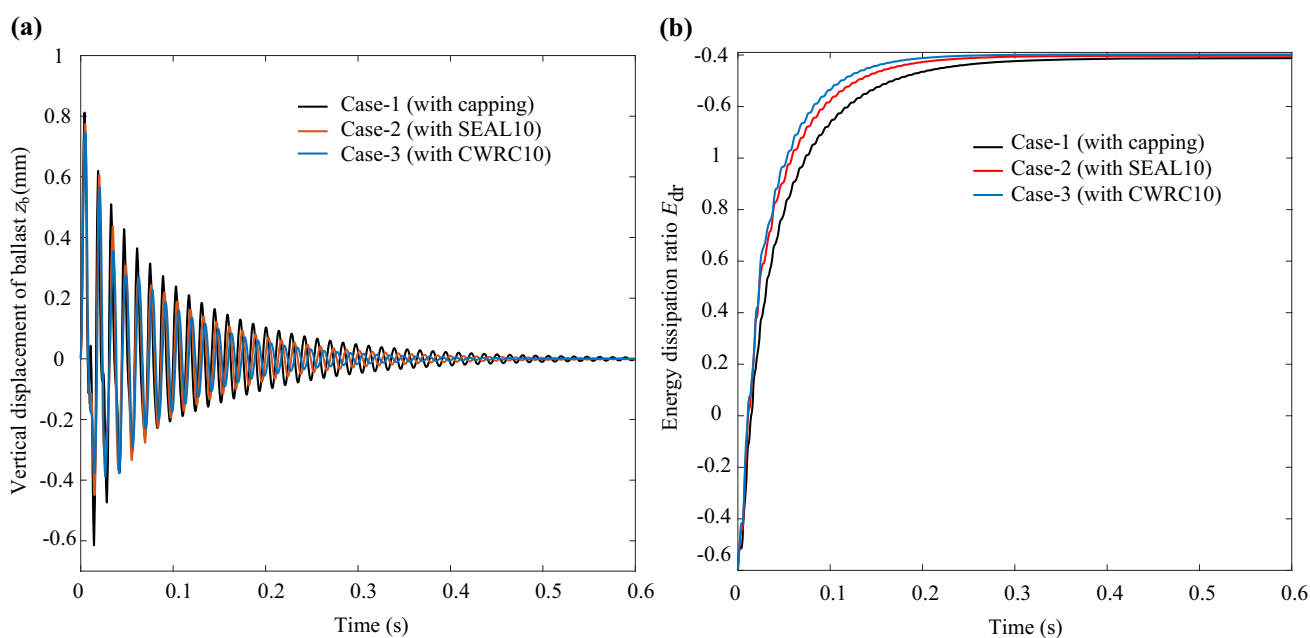 (a)
1
0.8
0.6
0.4
0.2
0
-0.2
-0.4
-0.6
Vertical displacement of ballast zb(mm)
Case-1 (with capping)
Case-2 (with SEAL10)
Case-3 (with CWRC10)
0 0.1 0.2 0.3 0.4 0.5 0.6
Time (s)
(b)
-0.4
-0.6
1
0.8
0.6
0.4
0.2
0
-0.2
-0.4
-0.6
Energy dissipation ratio Edr
Case-1 (with capping)
Case-2 (with SEAL10)
Case-3 (with CWRC10)
0 0.1 0.2 0.3 0.4 0.5 0.6
Time (s)